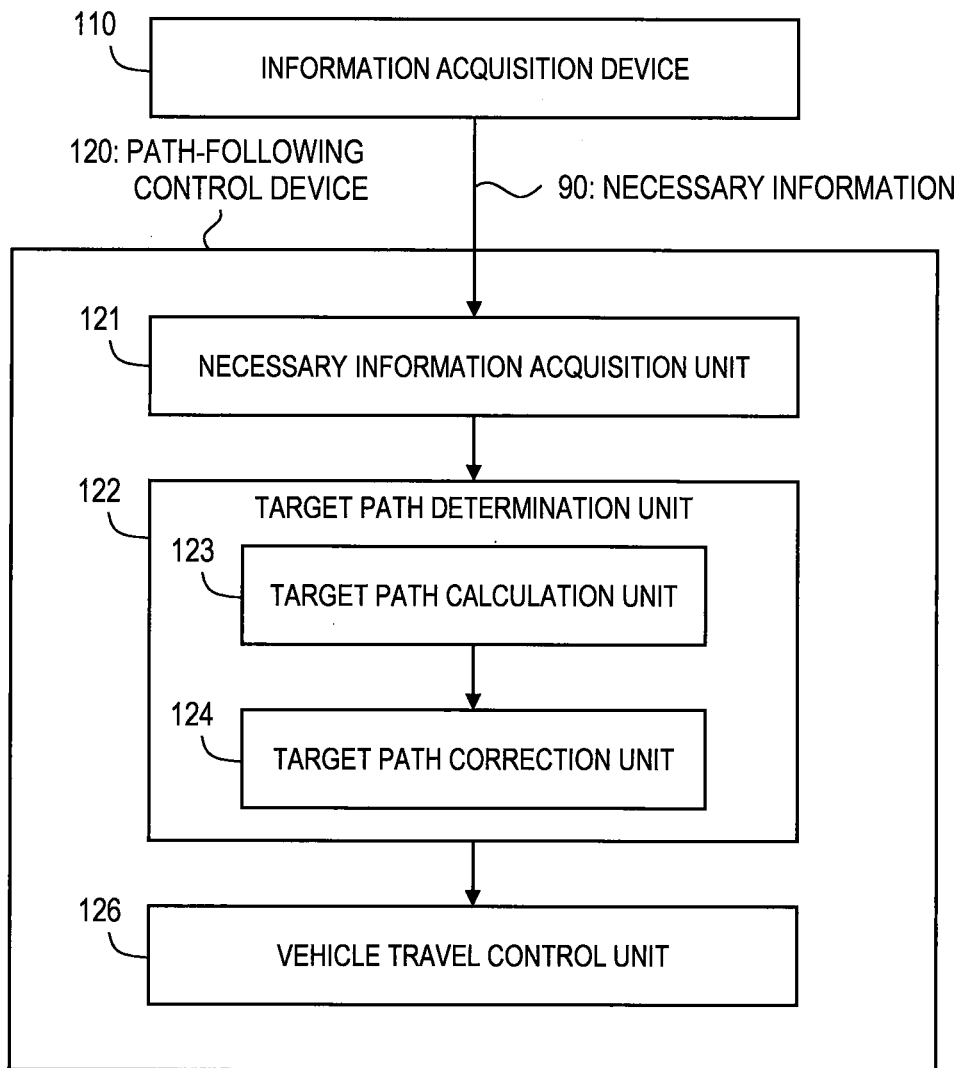 110
INFORMATION ACQUISITION DEVICE
120: PATH-FOLLOWING
CONTROL DEVICE
90: NECESSARY INFORMATION
121
NECESSARY INFORMATION ACQUISITION UNIT
122
TARGET PATH DETERMINATION UNIT
123
TARGET PATH CALCULATION UNIT
124
TARGET PATH CORRECTION UNIT
126
VEHICLE TRAVEL CONTROL UNIT